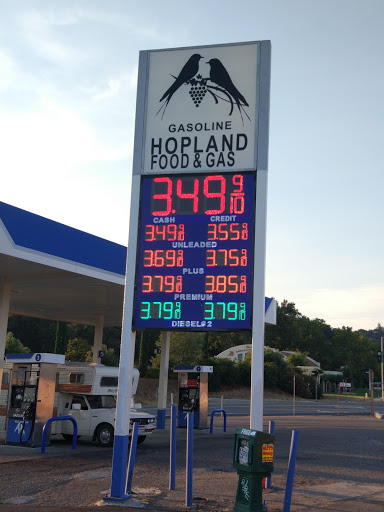 GASOLINE
HOPLAND
FOOD & GAS
3.49 9/10
CASH CREDIT
3.49 9/10 3.55 9/10
UNLEADED
3.69 9/10 3.75 9/10
PLUS
3.79 9/10 3.85 9/10
PREMIUM
3.79 9/10 3.79 9/10
DIESEL#2